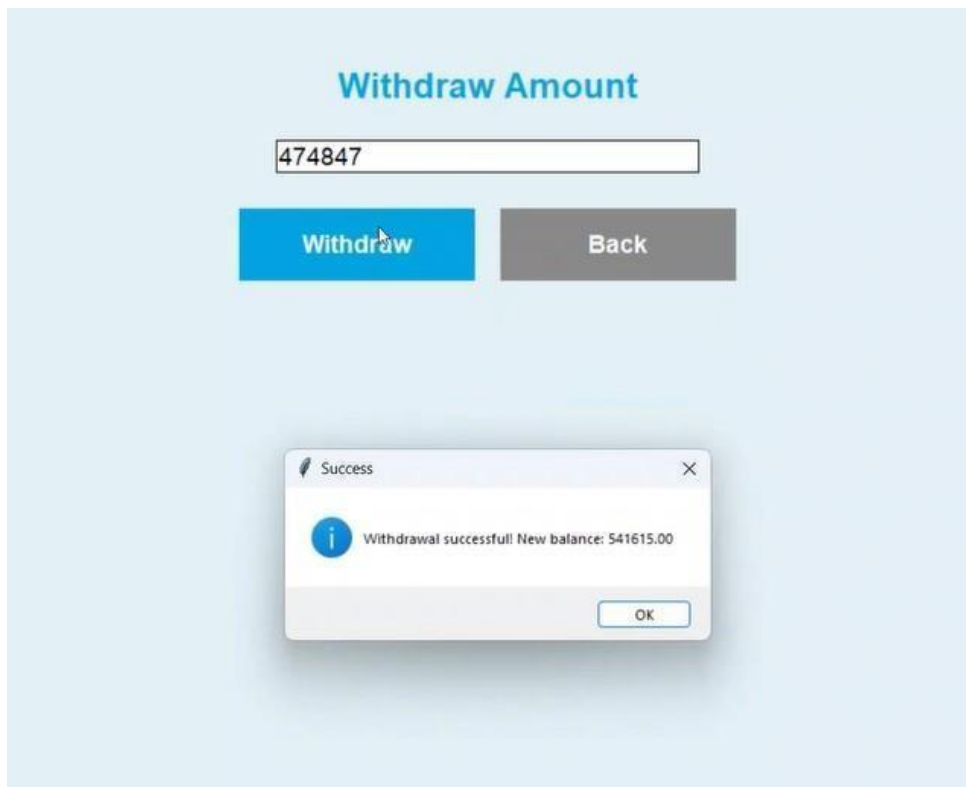 Withdraw Amount
474847
Withdraw Back
Success
Withdrawal successful! New balance: 541615.00
OK